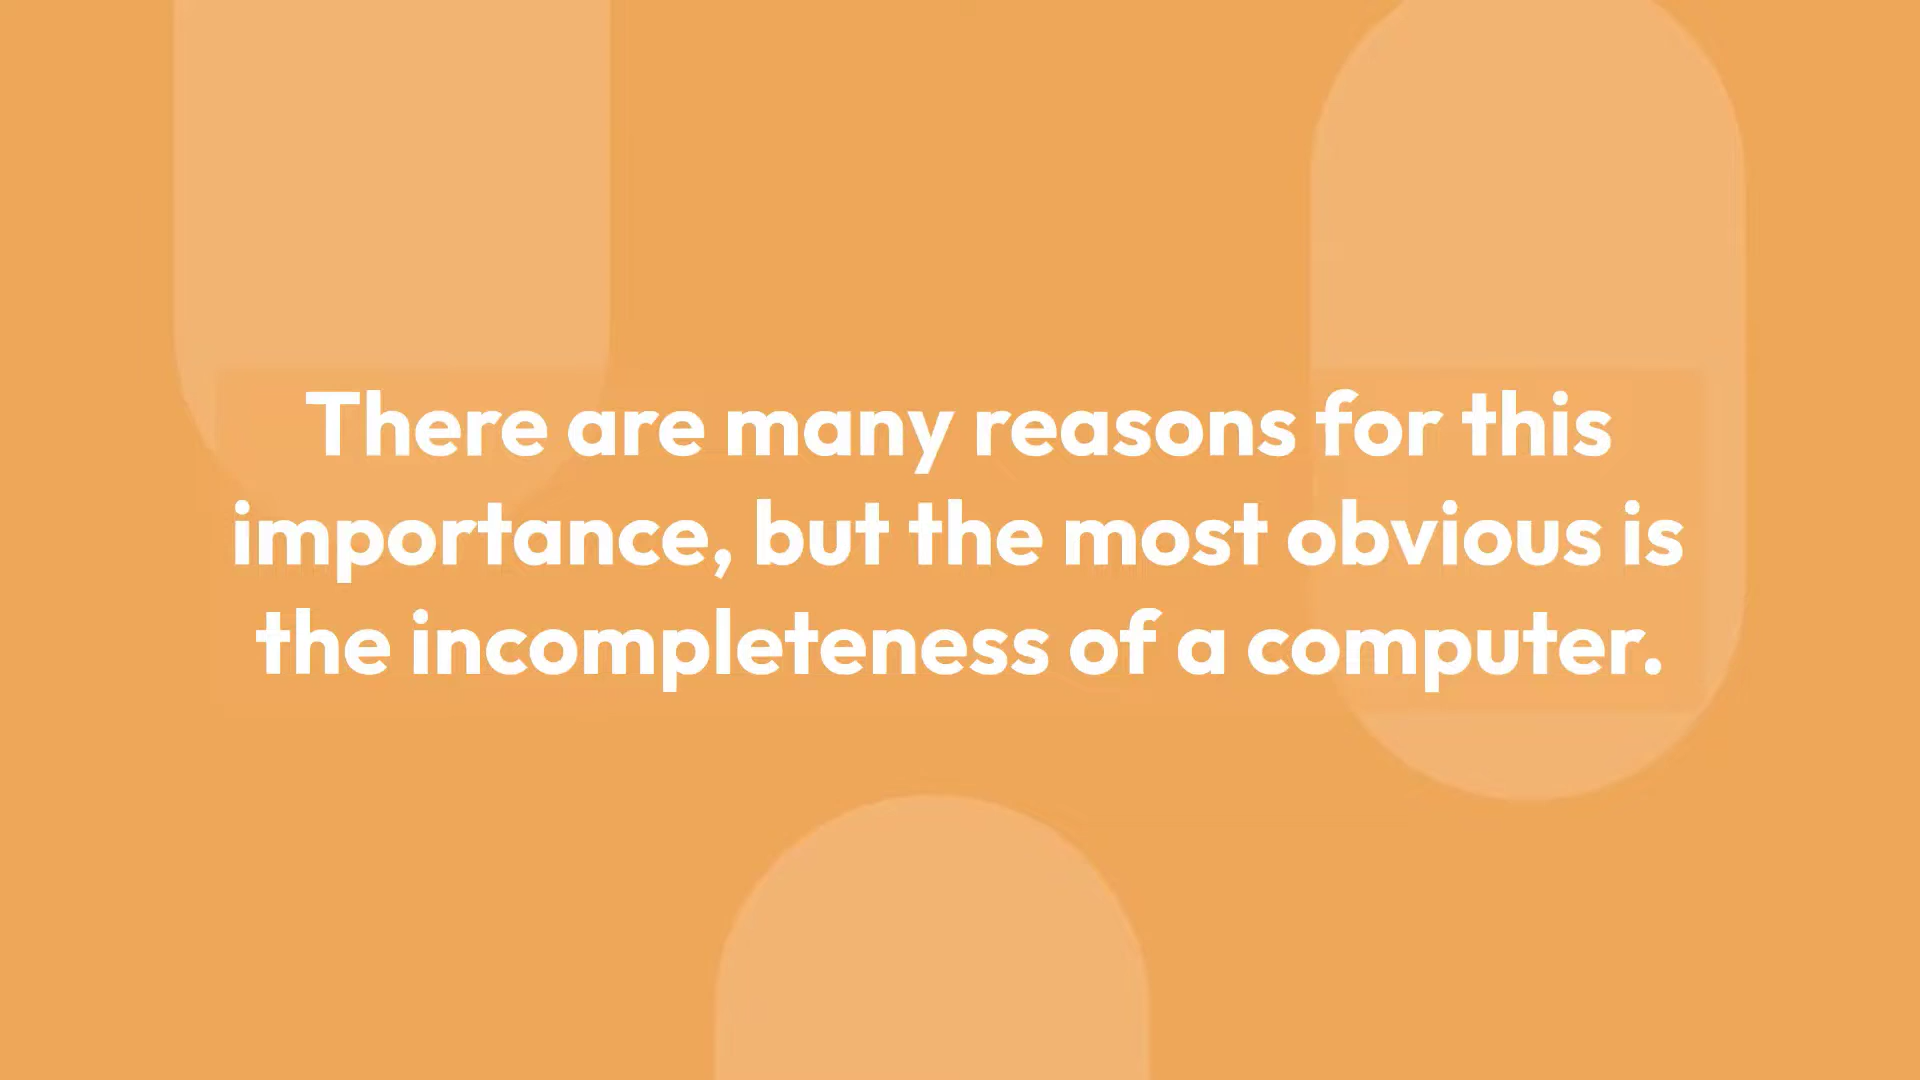 There are many reasons for this
importance, but the most obvious is
the incompleteness of a computer.